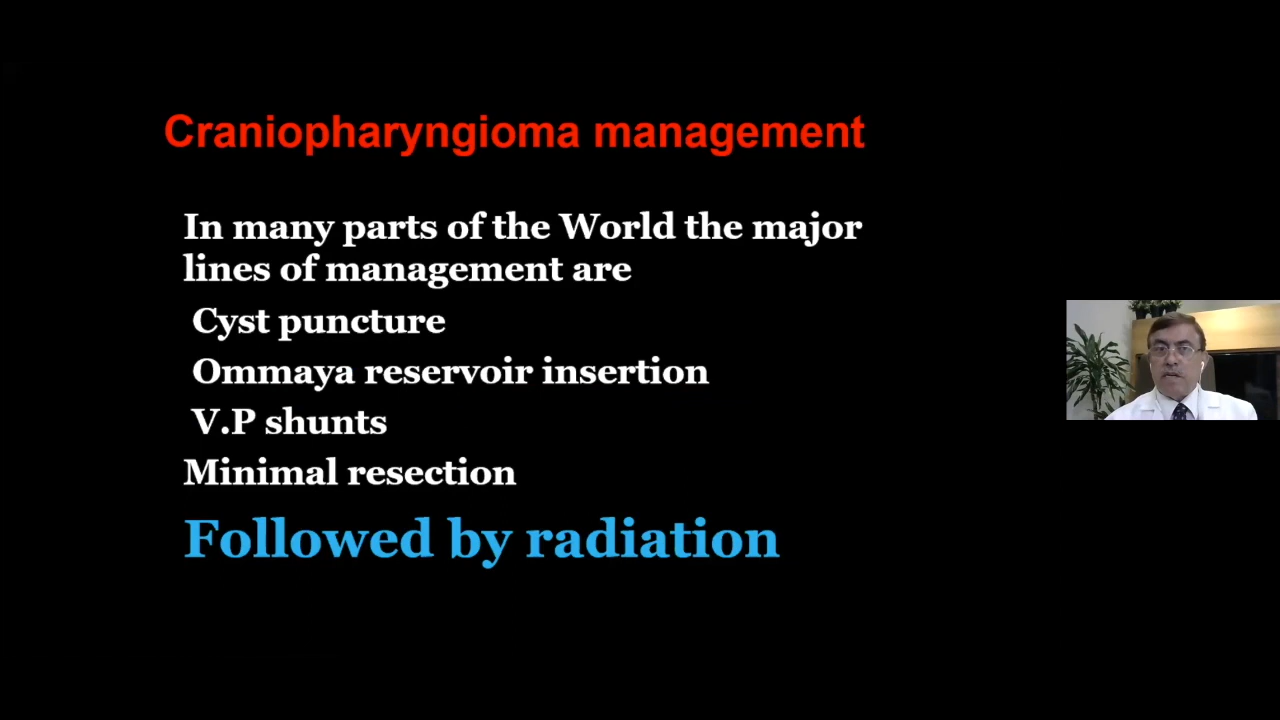 Craniopharyngioma management
In many parts of the World the major
lines of management are
Cyst puncture
Ommaya reservoir insertion
V.P shunts
Minimal resection
Followed by radiation